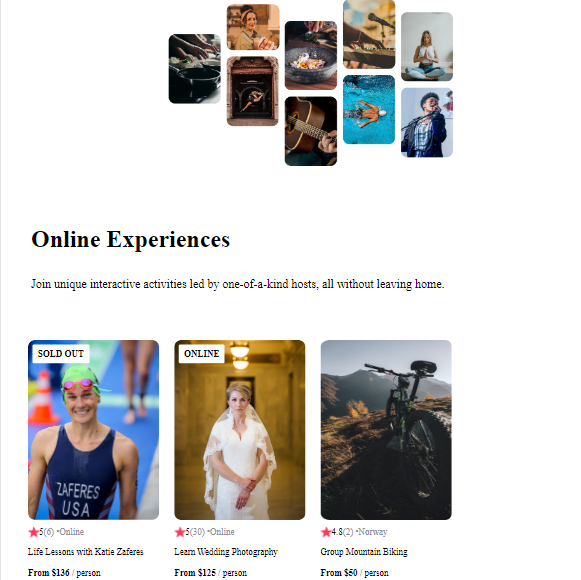 Online Experiences
Join unique interactive activities led by one-of-a-kind hosts, all without leaving home.
SOLD OUT
ZAFERES
USA
5(6) •Online
Life Lessons with Katie Zaferes
From $136 / person
ONLINE
5(30) •Online
Learn Wedding Photography
From $125 / person
4.8(2) •Norway
Group Mountain Biking
From $50 / person